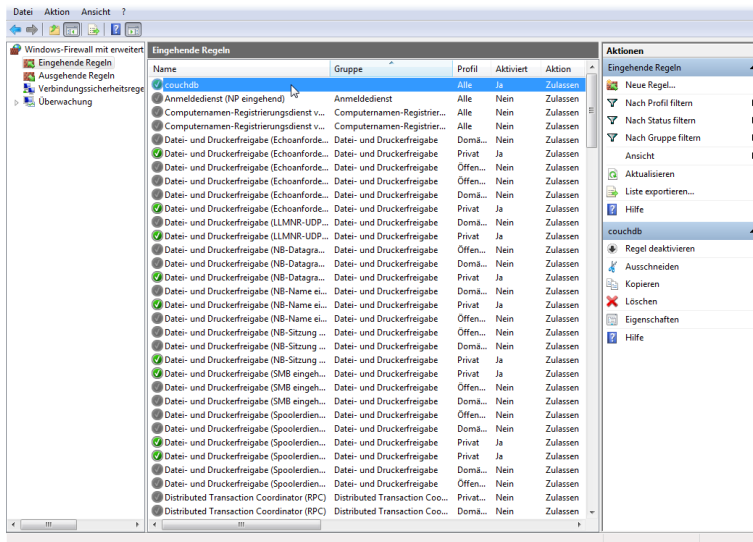 Datei Aktion Ansicht ?
Windows-Firewall mit erweitert
Eingehende Regeln
Ausgehende Regeln
Verbindungssicherheitsrege
Überwachung
Eingehende Regeln
Name Gruppe Profil Aktiviert Aktion
couchdb Alle Ja Zulassen
Anmeldedienst (NP eingehend) Anmeldedienst Alle Nein Zulassen
Computernamen-Registrierungsdienst v... Computernamen-Registrier... Alle Nein Zulassen
Computernamen-Registrierungsdienst v... Computernamen-Registrier... Alle Nein Zulassen
Datei- und Druckerfreigabe (Echoanforde... Datei- und Druckerfreigabe Domä... Nein Zulassen
Datei- und Druckerfreigabe (Echoanforde... Datei- und Druckerfreigabe Privat Ja Zulassen
Datei- und Druckerfreigabe (Echoanforde... Datei- und Druckerfreigabe Öffen... Nein Zulassen
Datei- und Druckerfreigabe (Echoanforde... Datei- und Druckerfreigabe Öffen... Nein Zulassen
Datei- und Druckerfreigabe (Echoanforde... Datei- und Druckerfreigabe Domä... Nein Zulassen
Datei- und Druckerfreigabe (Echoanforde... Datei- und Druckerfreigabe Privat Ja Zulassen
Datei- und Druckerfreigabe (LLMNR-UDP... Datei- und Druckerfreigabe Domä... Nein Zulassen
Datei- und Druckerfreigabe (LLMNR-UDP... Datei- und Druckerfreigabe Privat Ja Zulassen
Datei- und Druckerfreigabe (NB-Datagra... Datei- und Druckerfreigabe Öffen... Nein Zulassen
Datei- und Druckerfreigabe (NB-Datagra... Datei- und Druckerfreigabe Domä... Nein Zulassen
Datei- und Druckerfreigabe (NB-Datagra... Datei- und Druckerfreigabe Privat Ja Zulassen
Datei- und Druckerfreigabe (NB-Name ei... Datei- und Druckerfreigabe Domä... Nein Zulassen
Datei- und Druckerfreigabe (NB-Name ei... Datei- und Druckerfreigabe Privat Ja Zulassen
Datei- und Druckerfreigabe (NB-Name ei... Datei- und Druckerfreigabe Öffen... Nein Zulassen
Datei- und Druckerfreigabe (NB-Sitzung ... Datei- und Druckerfreigabe Öffen... Nein Zulassen
Datei- und Druckerfreigabe (NB-Sitzung ... Datei- und Druckerfreigabe Domä... Nein Zulassen
Datei- und Druckerfreigabe (NB-Sitzung ... Datei- und Druckerfreigabe Privat Ja Zulassen
Datei- und Druckerfreigabe (SMB eingeh... Datei- und Druckerfreigabe Privat Ja Zulassen
Datei- und Druckerfreigabe (SMB eingeh... Datei- und Druckerfreigabe Öffen... Nein Zulassen
Datei- und Druckerfreigabe (SMB eingeh... Datei- und Druckerfreigabe Domä... Nein Zulassen
Datei- und Druckerfreigabe (Spoolerdien... Datei- und Druckerfreigabe Öffen... Nein Zulassen
Datei- und Druckerfreigabe (Spoolerdien... Datei- und Druckerfreigabe Domä... Nein Zulassen
Datei- und Druckerfreigabe (Spoolerdien... Datei- und Druckerfreigabe Privat Ja Zulassen
Datei- und Druckerfreigabe (Spoolerdien... Datei- und Druckerfreigabe Privat Ja Zulassen
Datei- und Druckerfreigabe (Spoolerdien... Datei- und Druckerfreigabe Domä... Nein Zulassen
Datei- und Druckerfreigabe (Spoolerdien... Datei- und Druckerfreigabe Öffen... Nein Zulassen
Distributed Transaction Coordinator (RPC) Distributed Transaction Coo... Privat... Nein Zulassen
Distributed Transaction Coordinator (RPC) Distributed Transaction Coo... Domä... Nein Zulassen
Aktionen
Eingehende Regeln
Neue Regel...
Nach Profil filtern
Nach Status filtern
Nach Gruppe filtern
Ansicht
Aktualisieren
Liste exportieren...
Hilfe
couchdb
Regel deaktivieren
Ausschneiden
Kopieren
Löschen
Eigenschaften
Hilfe